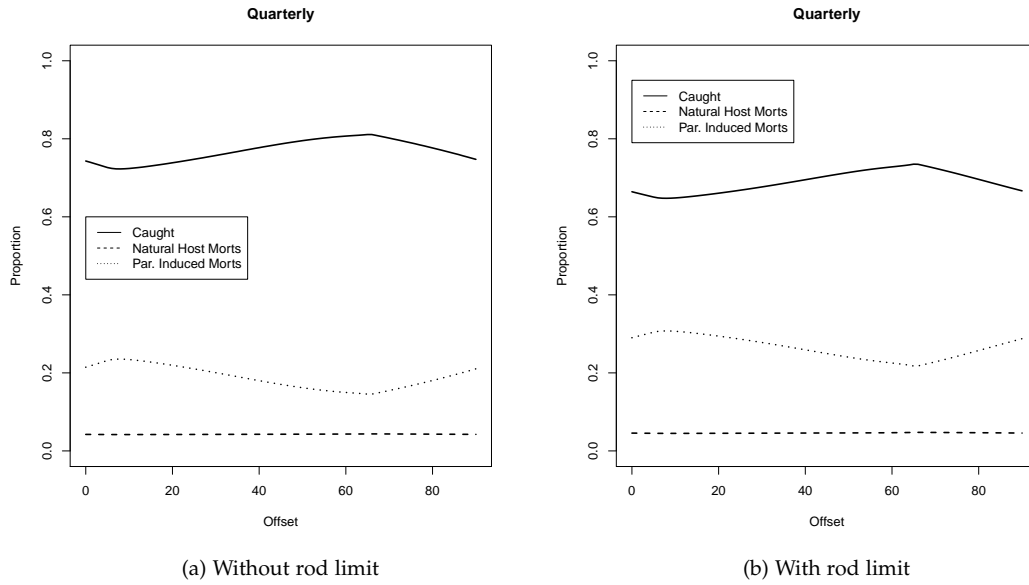 Quarterly
1.0
0.8
0.6
0.4
0.2
0.0
Proportion
Caught
Natural Host Morts
Par. Induced Morts
0 20 40 60 80
Offset
(a) Without rod limit
Quarterly
1.0
0.8
0.6
0.4
0.2
0.0
Proportion
Caught
Natural Host Morts
Par. Induced Morts
0 20 40 60 80
Offset
(b) With rod limit